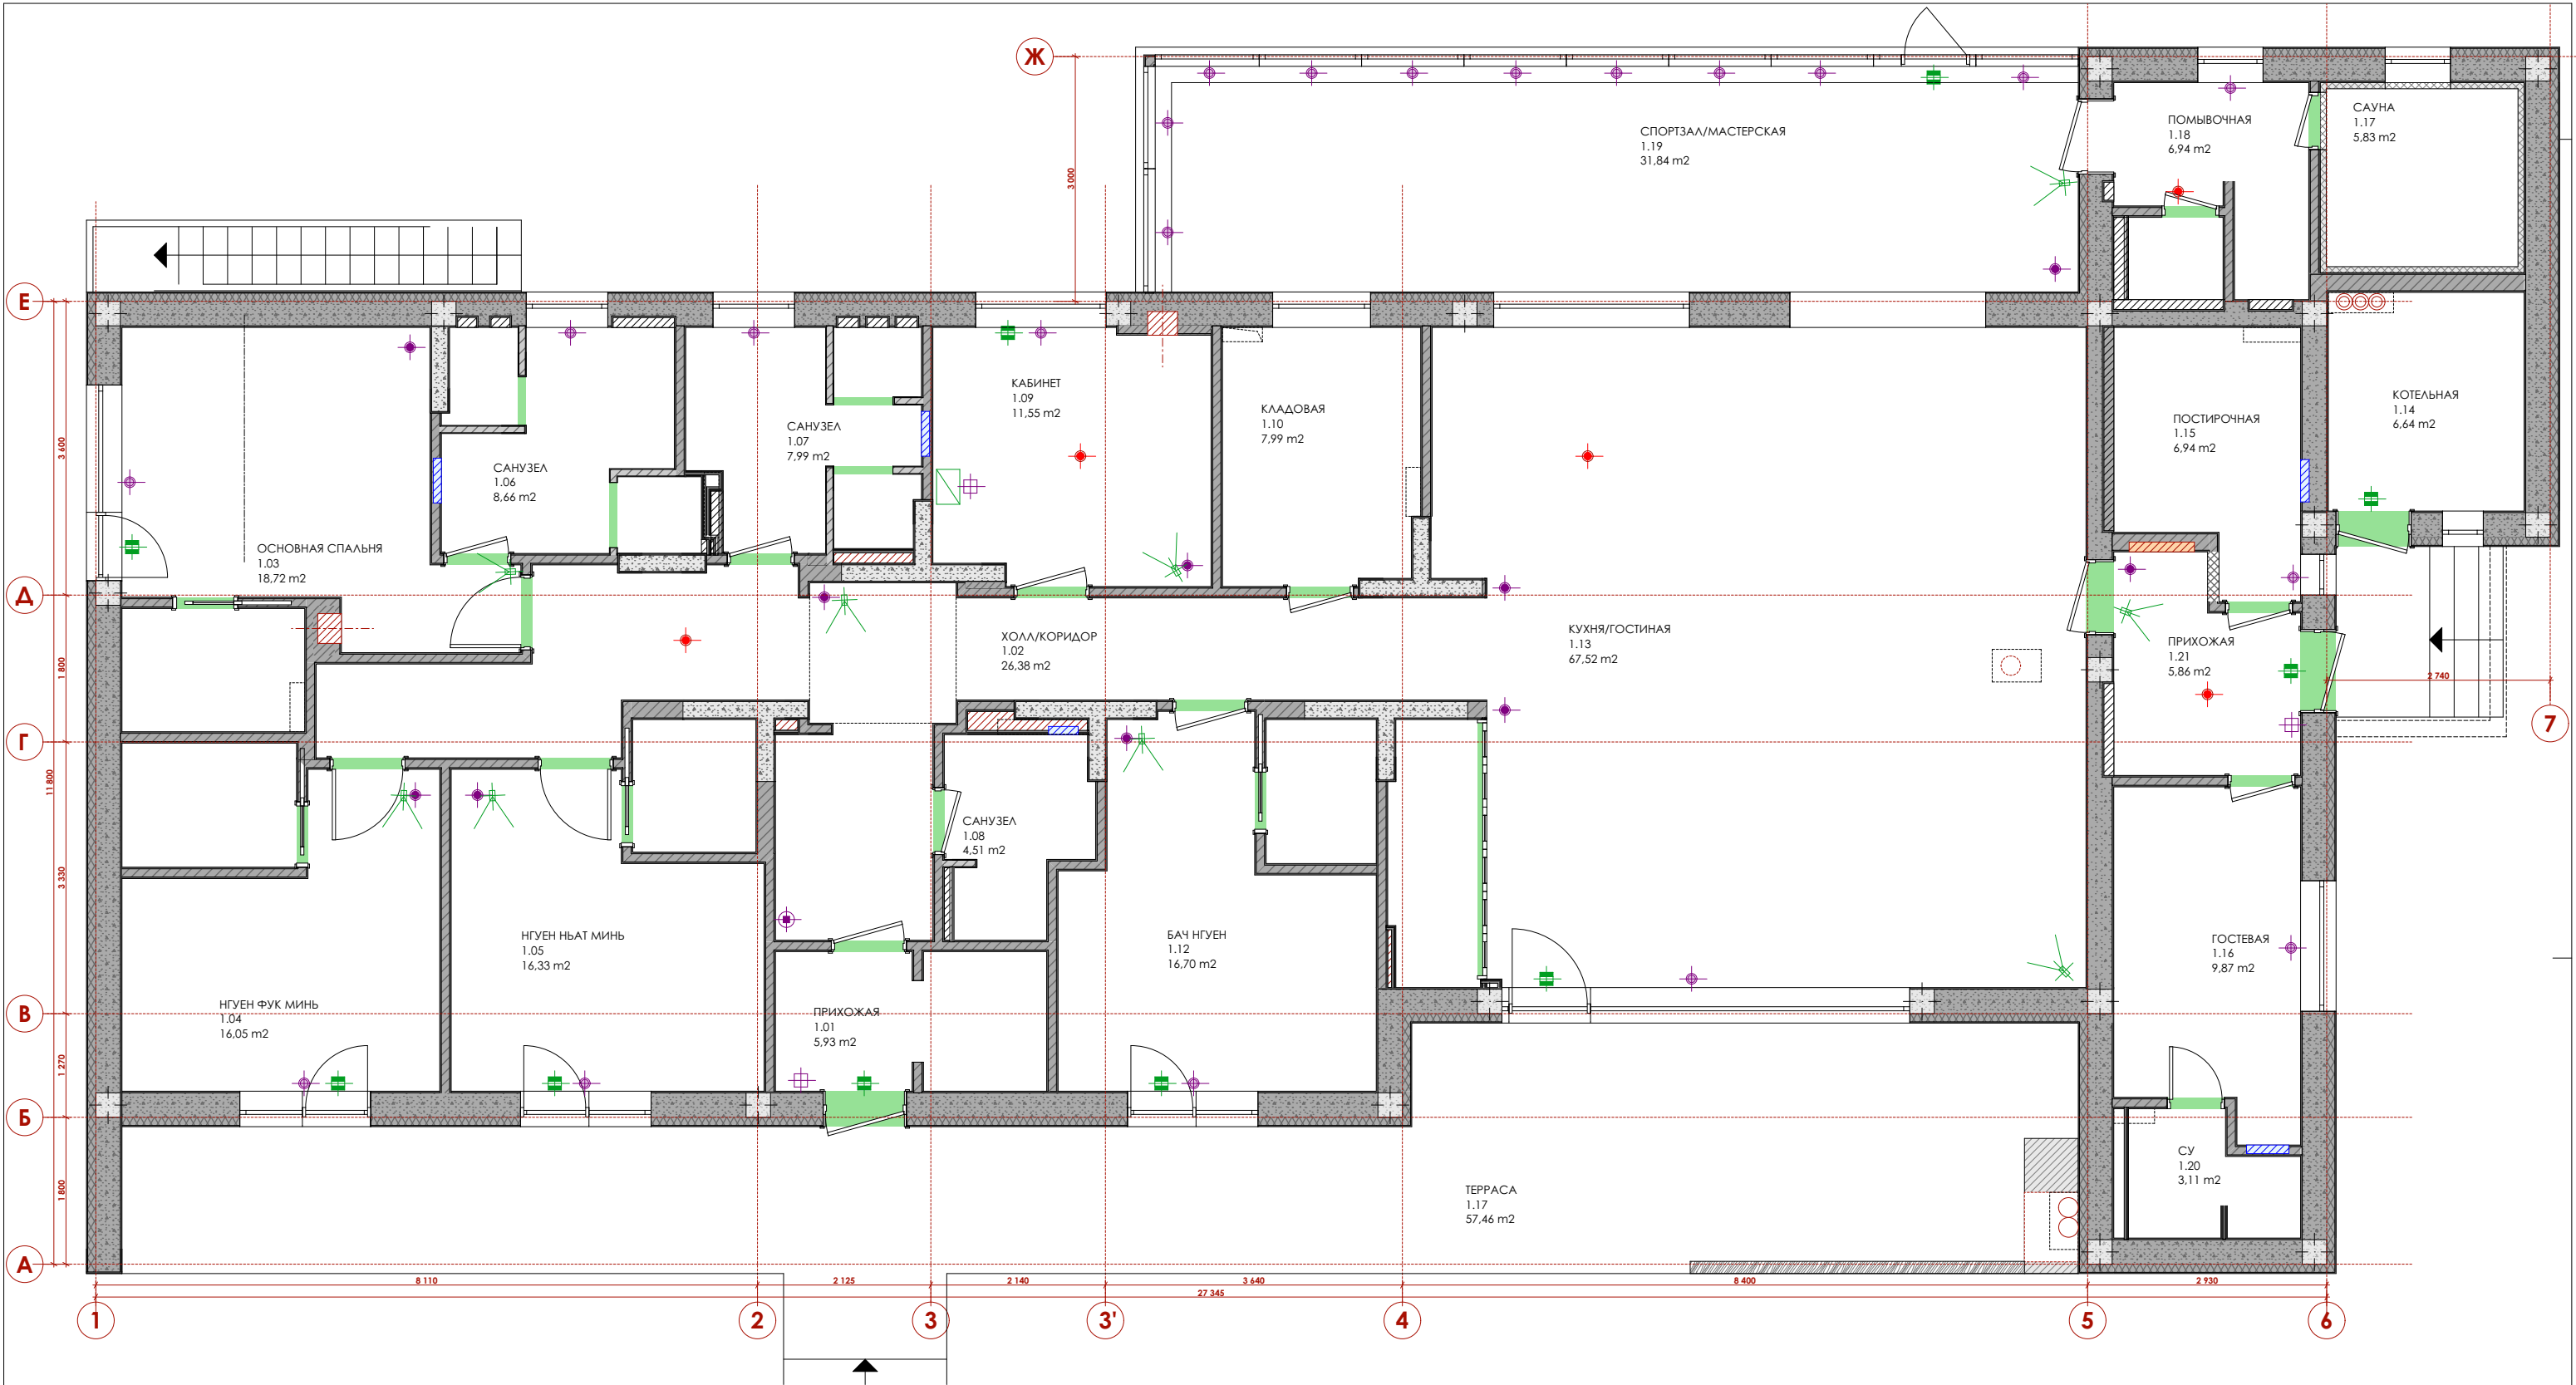 Ж
3 000
СПОРТЗАЛ/МАСТЕРСКАЯ
1.19
31,84 m2
ПОМЫВОЧНАЯ
1.18
6,94 m2
САУНА
1.17
5,83 m2
Е
3 600
КАБИНЕТ
1.09
11,55 m2
КЛАДОВАЯ
1.10
7,99 m2
САНУЗЕЛ
1.07
7,99 m2
САНУЗЕЛ
1.06
8,66 m2
ПОСТИРОЧНАЯ
1.15
6,94 m2
КОТЕЛЬНАЯ
1.14
6,64 m2
ОСНОВНАЯ СПАЛЬНЯ
1.03
18,72 m2
Д
1 800
ХОЛЛ/КОРИДОР
1.02
26,38 m2
КУХНЯ/ГОСТИНАЯ
1.13
67,52 m2
ПРИХОЖАЯ
1.21
5,86 m2
2 740
7
Г
11 800
3 330
САНУЗЕЛ
1.08
4,51 m2
НГУЕН НЬАТ МИНЬ
1.05
16,33 m2
БАЧ НГУЕН
1.12
16,70 m2
ГОСТЕВАЯ
1.16
9,87 m2
НГУЕН ФУК МИНЬ
1.04
16,05 m2
ПРИХОЖАЯ
1.01
5,93 m2
В
1 270
Б
1 800
СУ
1.20
3,11 m2
ТЕРРАСА
1.17
57,46 m2
А
8 110
2 125
2 140
3 640
8 400
2 930
27 345
1
2
3
3'
4
5
6